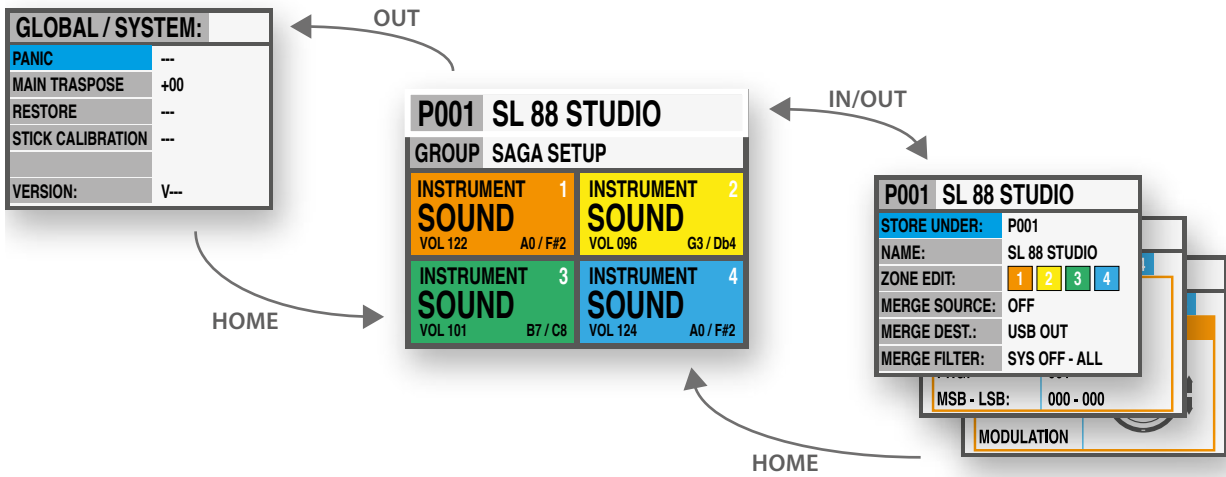 GLOBAL / SYSTEM:
PANIC ---
MAIN TRASPOSE +00
RESTORE ---
STICK CALIBRATION ---
VERSION: V---
OUT
HOME
P001 SL 88 STUDIO
GROUP SAGA SETUP
INSTRUMENT 1
SOUND
VOL 122 A0 / F#2
INSTRUMENT 2
SOUND
VOL 096 G3 / Db4
INSTRUMENT 3
SOUND
VOL 101 B7 / C8
INSTRUMENT 4
SOUND
VOL 124 A0 / F#2
IN/OUT
P001 SL 88 STUDIO
STORE UNDER: P001
NAME: SL 88 STUDIO
ZONE EDIT: 1 2 3 4
MERGE SOURCE: OFF
MERGE DEST.: USB OUT
MERGE FILTER: SYS OFF - ALL
MSB - LSB: 000 - 000
MODULATION
HOME